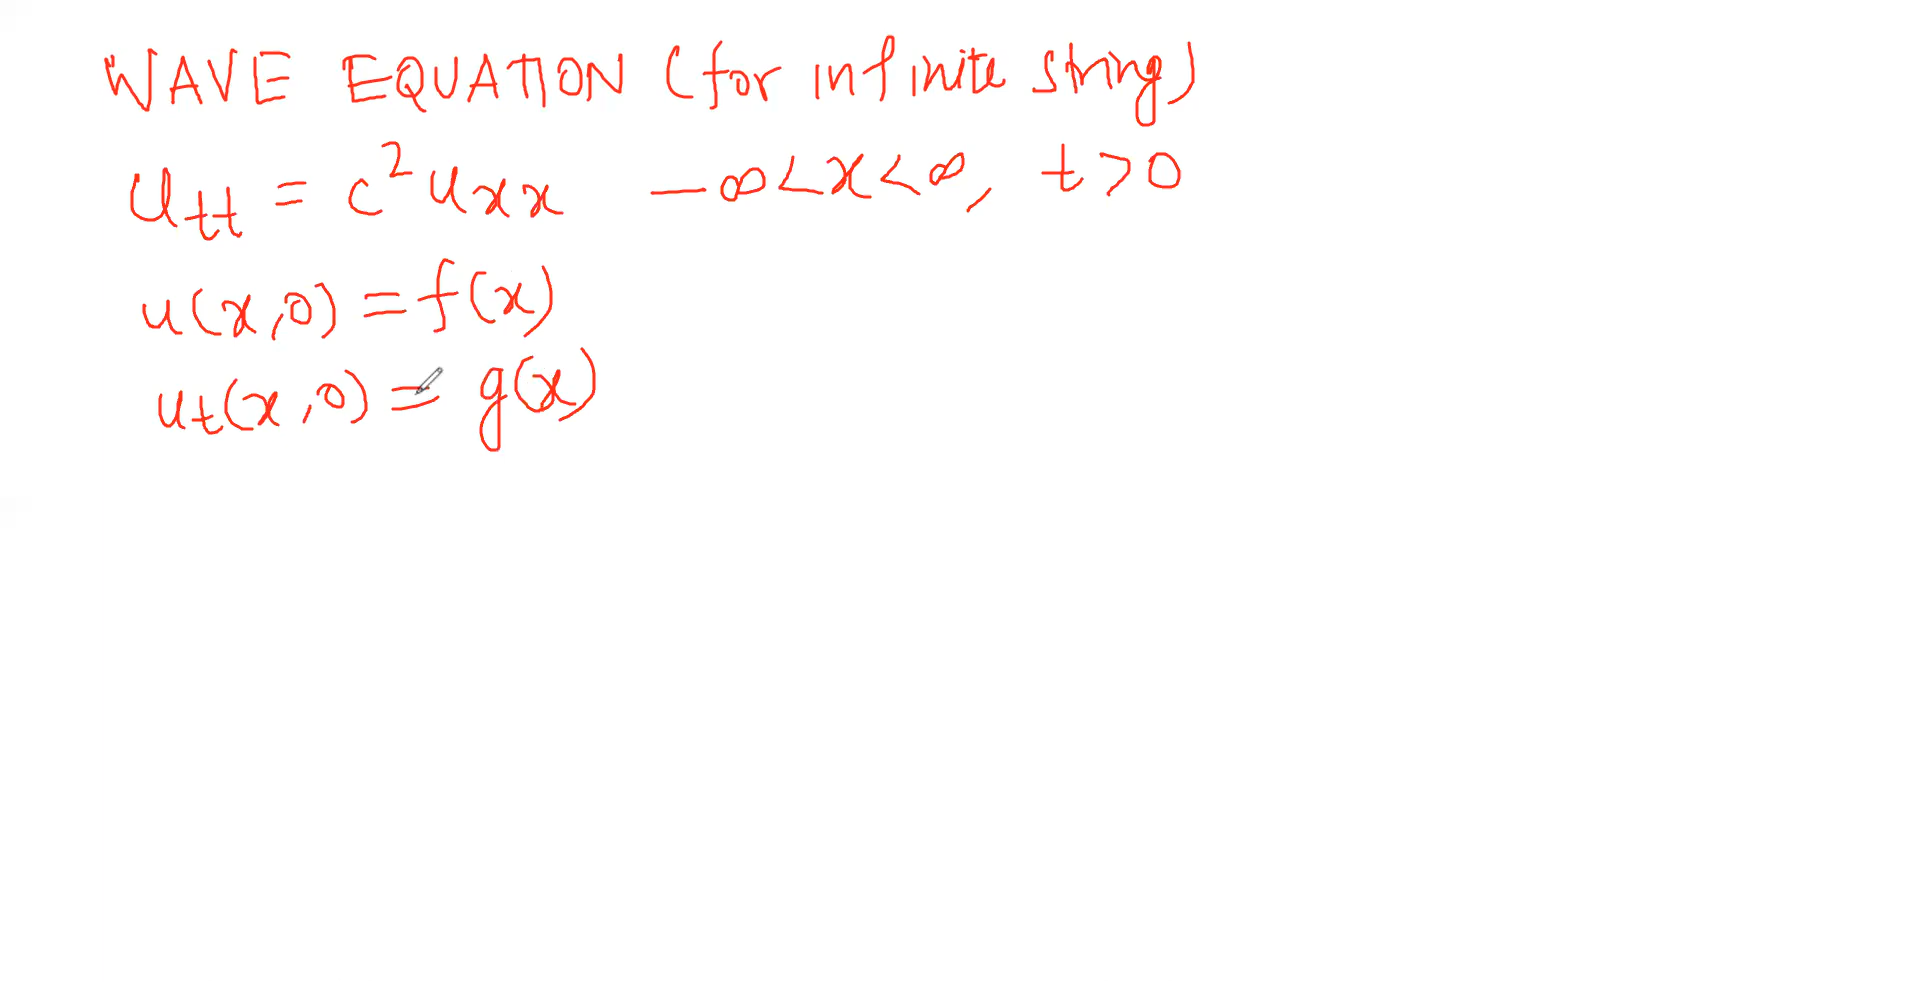 WAVE EQUATION (for infinite string)
u_tt = c²u_xx   -∞<x<∞, t>0
u(x,0) = f(x)
u_t(x,0) = g(x)